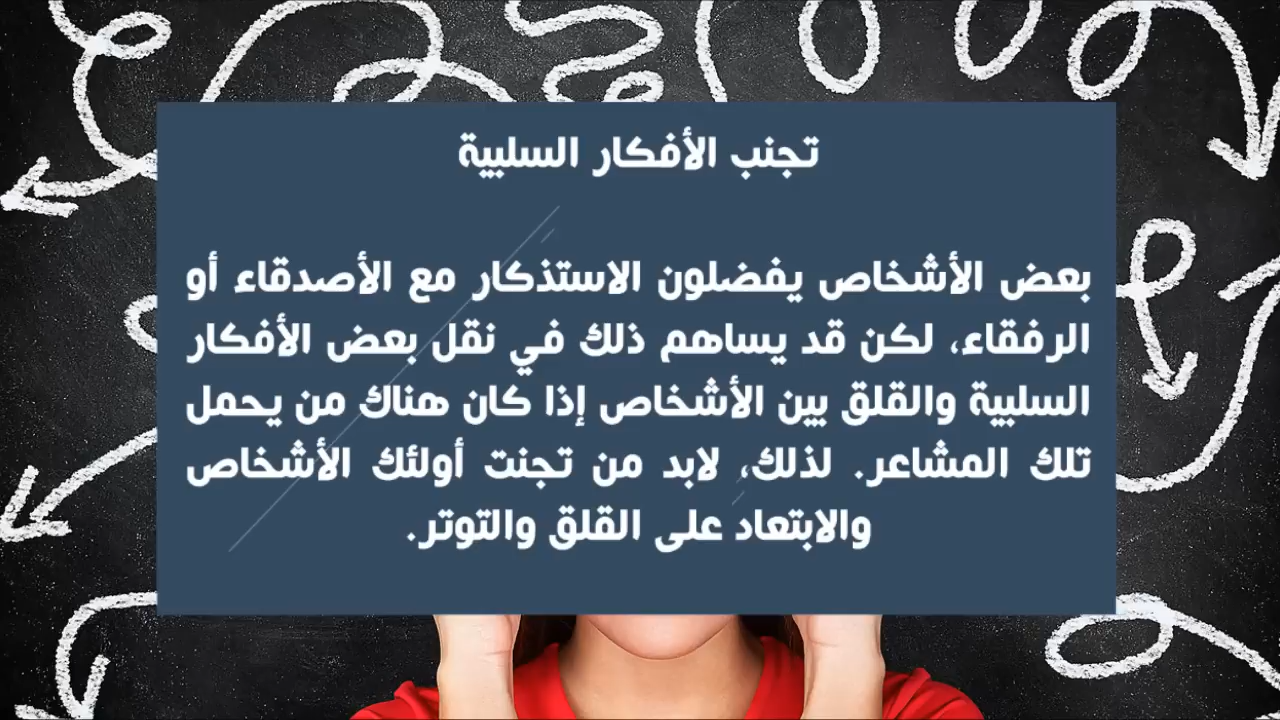 تجنب الأفكار السلبية
بعض الأشخاص يفضلون الاستذكار مع الأصدقاء أو
الرفقاء، لكن قد يساهم ذلك في نقل بعض الأفكار
السلبية والقلق بين الأشخاص إذا كان هناك من يحمل
تلك المشاعر. لذلك، لابد من تجنت أولئك الأشخاص
والابتعاد على القلق والتوتر.